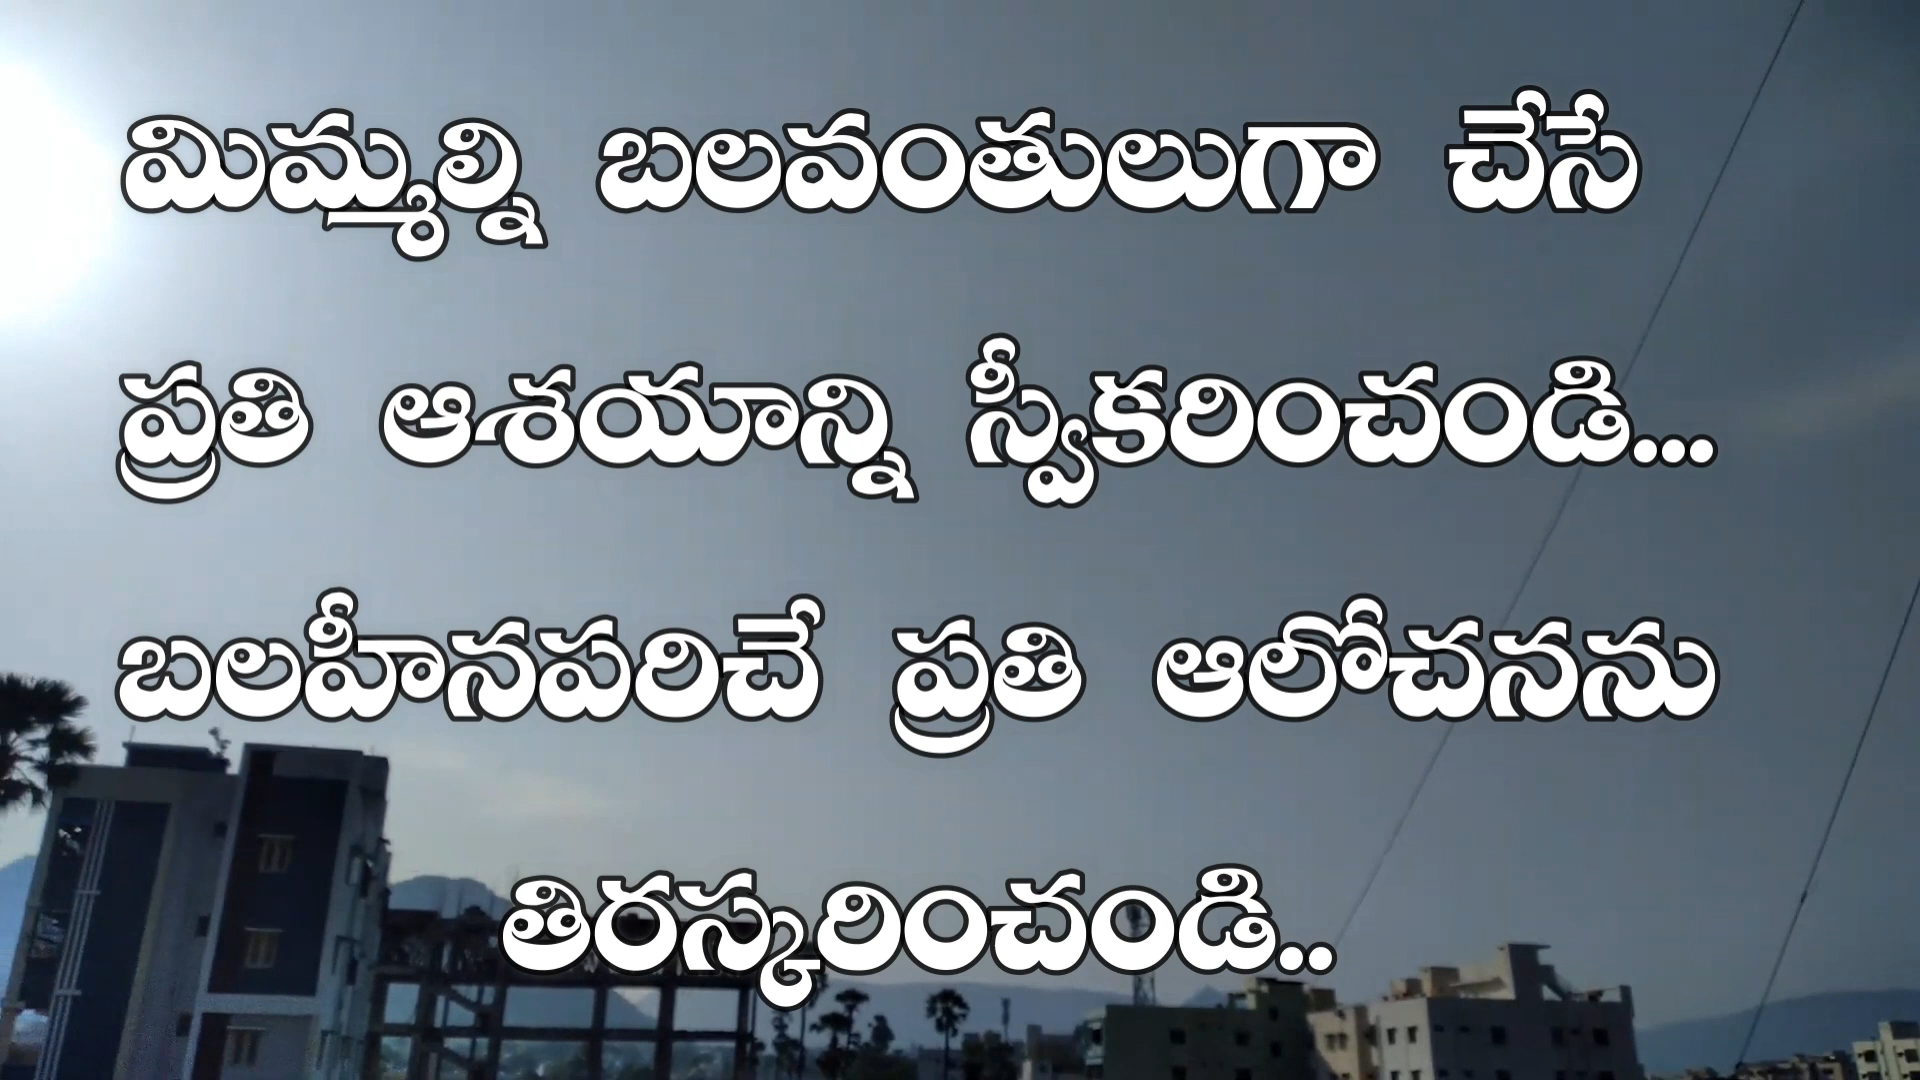 మిమ్మల్ని బలవంతులుగా చేసే
ప్రతి ఆశయాన్ని స్వీకరించండి...
బలహీనపరిచే ప్రతి ఆలోచనను
తిరస్కరించండి..